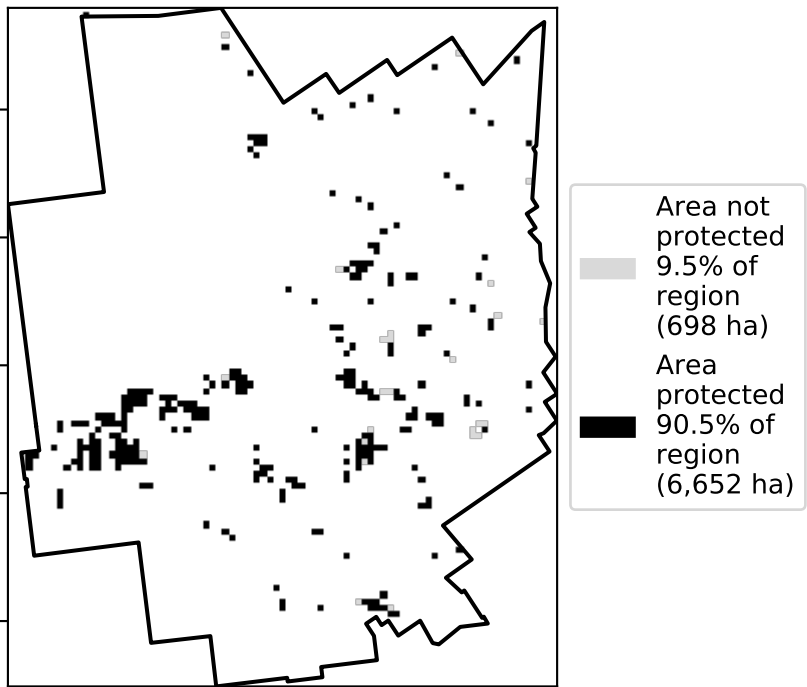 Area not
protected
9.5% of
region
(698 ha)
Area
protected
90.5% of
region
(6,652 ha)